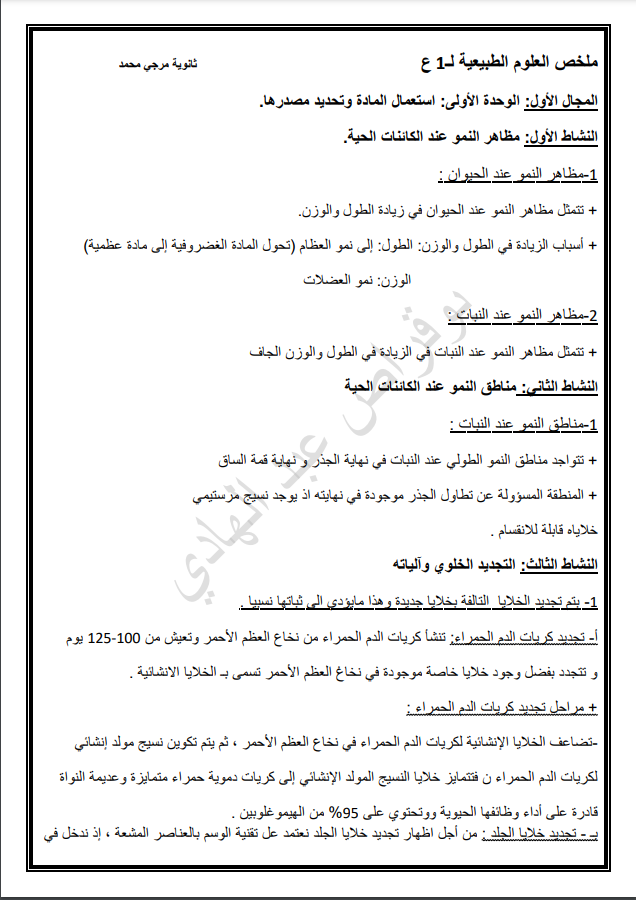 ملخص العلوم الطبيعية لـ1 ع ثانوية مرجي محمد
المجال الأول: الوحدة الأولى: استعمال المادة وتحديد مصدرها.
النشاط الأول: مظاهر النمو عند الكائنات الحية.
1-مظاهر النمو عند الحيوان :
+ تتمثل مظاهر النمو عند الحيوان في زيادة الطول والوزن.
+ أسباب الزيادة في الطول والوزن: الطول: إلى نمو العظام (تحول المادة الغضروفية إلى مادة عظمية)
الوزن: نمو العضلات
2-مظاهر النمو عند النبات :
+ تتمثل مظاهر النمو عند النبات في الزيادة في الطول والوزن الجاف
النشاط الثاني: مناطق النمو عند الكائنات الحية
1-مناطق النمو عند النبات :
+ تتواجد مناطق النمو الطولي عند النبات في نهاية الجذر و نهاية قمة الساق
+ المنطقة المسؤولة عن تطاول الجذر موجودة في نهايته اذ يوجد نسيج مرستيمي
خلاياه قابلة للانقسام .
النشاط الثالث: التجديد الخلوي وآلياته
1- يتم تجديد الخلايا التالفة بخلايا جديدة وهذا مايؤدي الى ثباتها نسبيا .
أ- تجديد كريات الدم الحمراء: تنشأ كريات الدم الحمراء من نخاع العظم الأحمر وتعيش من 100-125 يوم
و تتجدد بفضل وجود خلايا خاصة موجودة في نخاغ العظم الأحمر تسمى بـ الخلايا الانشائية .
+ مراحل تجديد كريات الدم الحمراء :
-تضاعف الخلايا الإنشائية لكريات الدم الحمراء في نخاع العظم الأحمر ، ثم يتم تكوين نسيج مولد إنشائي
لكريات الدم الحمراء ن فتتمايز خلايا النسيج المولد الإنشائي إلى كريات دموية حمراء متمايزة وعديمة النواة
قادرة على أداء وظائفها الحيوية ووتحتوي على 95% من الهيموغلوبين .
بـ - تجديد خلايا الجلد : من أجل اظهار تجديد خلايا الجلد نعتمد عل تقنية الوسم بالعناصر المشعة ، إذ ندخل في
بوقراص عبد الهادي